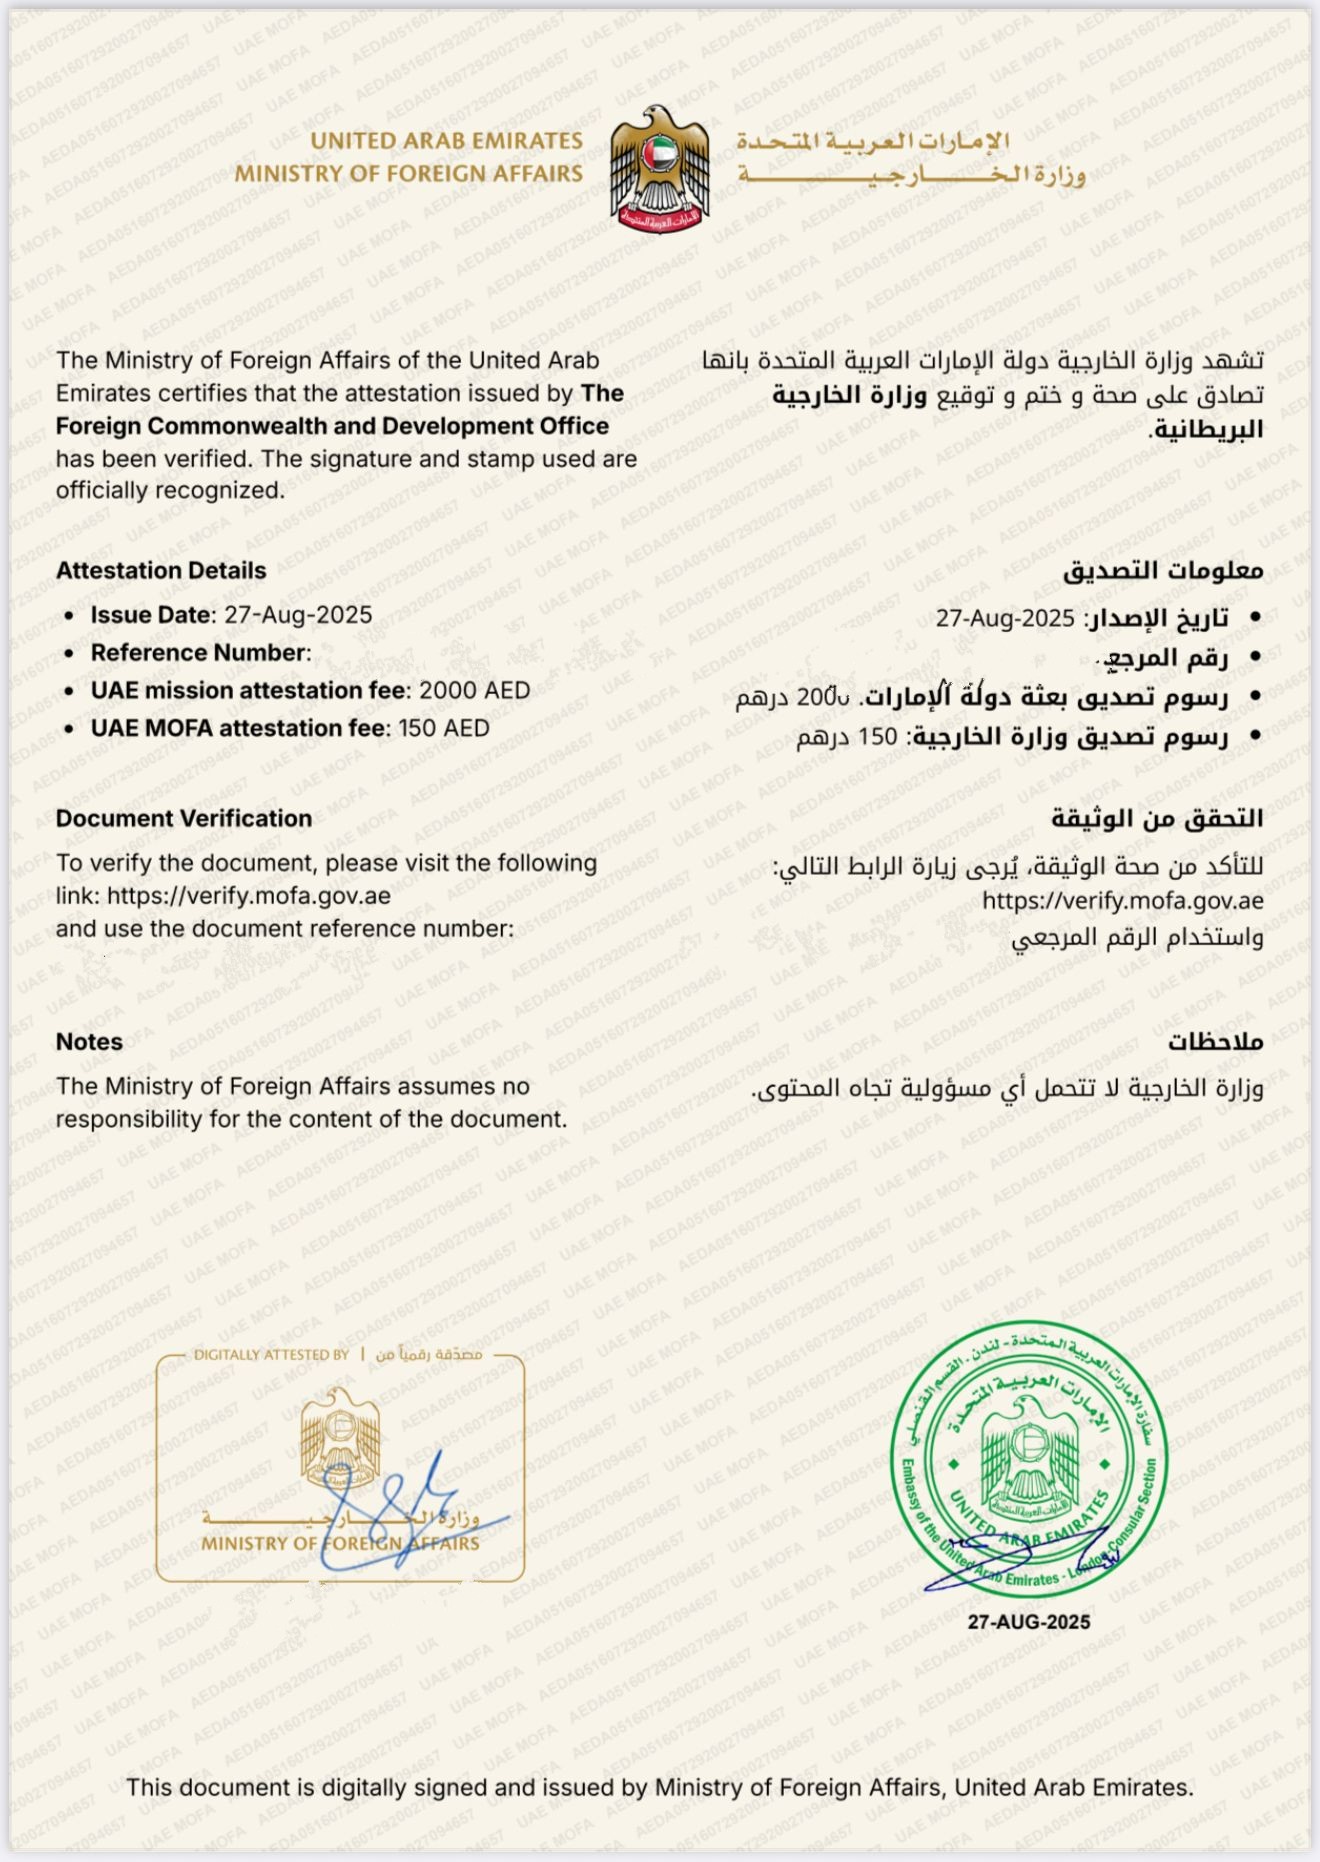 UNITED ARAB EMIRATES
MINISTRY OF FOREIGN AFFAIRS
الإمارات العربية المتحدة
وزارة الخارجية
The Ministry of Foreign Affairs of the United Arab
Emirates certifies that the attestation issued by The
Foreign Commonwealth and Development Office
has been verified. The signature and stamp used are
officially recognized.
تشهد وزارة الخارجية دولة الإمارات العربية المتحدة بانها
تصادق على صحة و ختم و توقيع وزارة الخارجية
البريطانية.
Attestation Details
• Issue Date: 27-Aug-2025
• Reference Number:
• UAE mission attestation fee: 2000 AED
• UAE MOFA attestation fee: 150 AED
معلومات التصديق
• تاريخ الإصدار: 27-Aug-2025
• رقم المرجع
• رسوم تصديق بعثة دولة الإمارات. درهم
• رسوم تصديق وزارة الخارجية: 150 درهم
Document Verification
To verify the document, please visit the following
link: https://verify.mofa.gov.ae
and use the document reference number:
التحقق من الوثيقة
للتأكد من صحة الوثيقة، يُرجى زيارة الرابط التالي:
https://verify.mofa.gov.ae
واستخدام الرقم المرجعي
Notes
The Ministry of Foreign Affairs assumes no
responsibility for the content of the document.
ملاحظات
وزارة الخارجية لا تتحمل أي مسؤولية تجاه المحتوى.
DIGITALLY ATTESTED BY | مصدّقة رقمياً من
وزارة الخارجية
MINISTRY OF FOREIGN AFFAIRS
سفارة الإمارات العربية المتحدة - لندن - القسم القنصلي
الإمارات العربية المتحدة
UNITED ARAB EMIRATES
Embassy of the United Arab Emirates - London-Consular Section
27-AUG-2025
This document is digitally signed and issued by Ministry of Foreign Affairs, United Arab Emirates.
UAE MOFA AEDA05160729200027094657